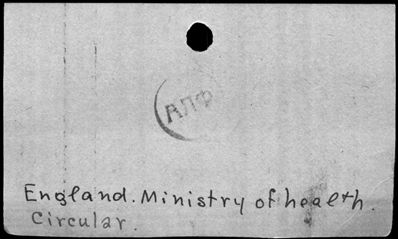 АПФ
England. Ministry of health.
Circular.